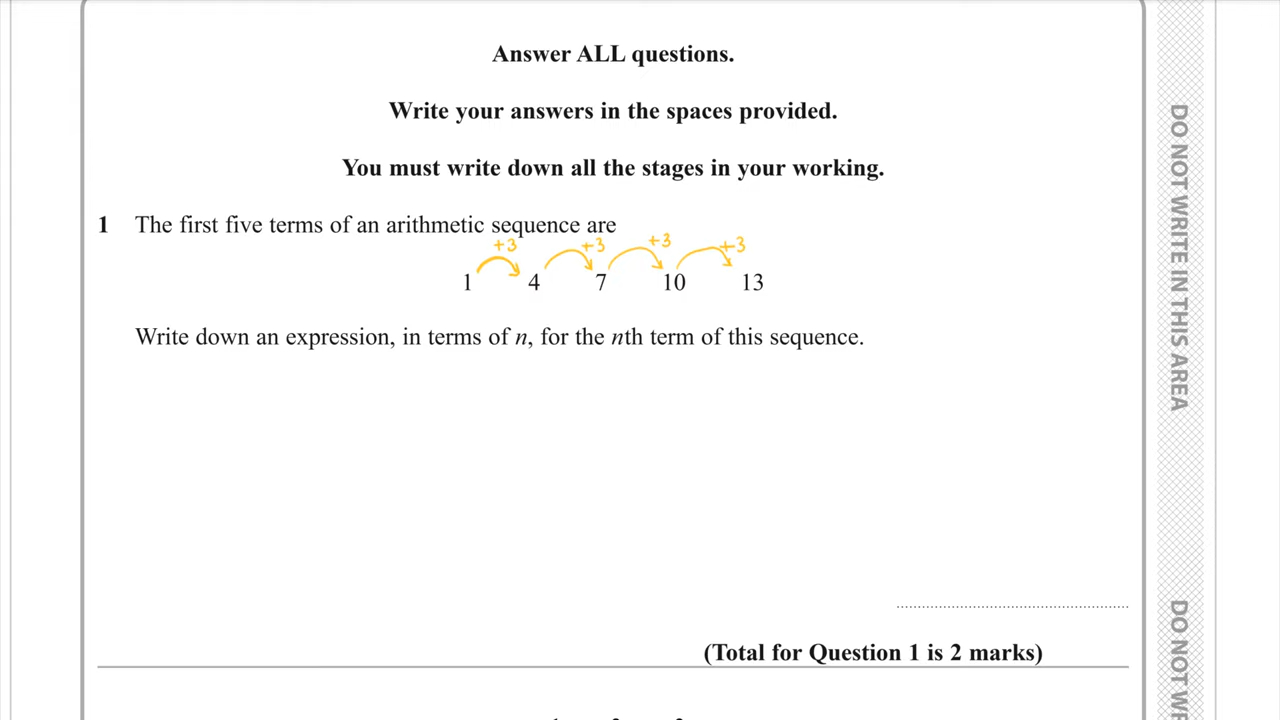 Answer ALL questions.
Write your answers in the spaces provided.
You must write down all the stages in your working.
1 The first five terms of an arithmetic sequence are
+3 +3 +3 +3
1 4 7 10 13
Write down an expression, in terms of n, for the nth term of this sequence.
(Total for Question 1 is 2 marks)
DO NOT WRITE IN THIS AREA